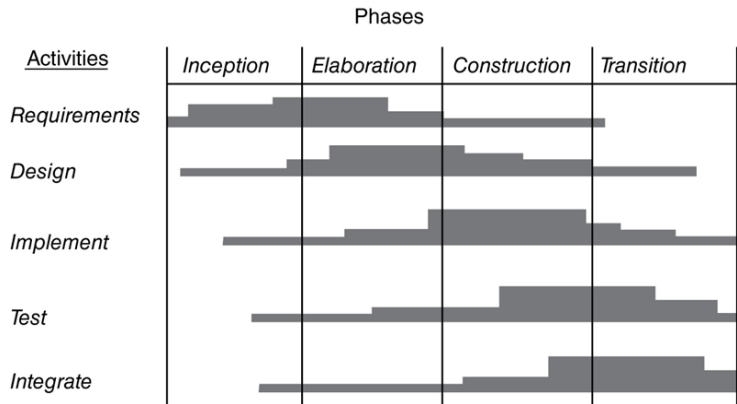 Phases
Activities
Inception Elaboration Construction Transition
Requirements
Design
Implement
Test
Integrate